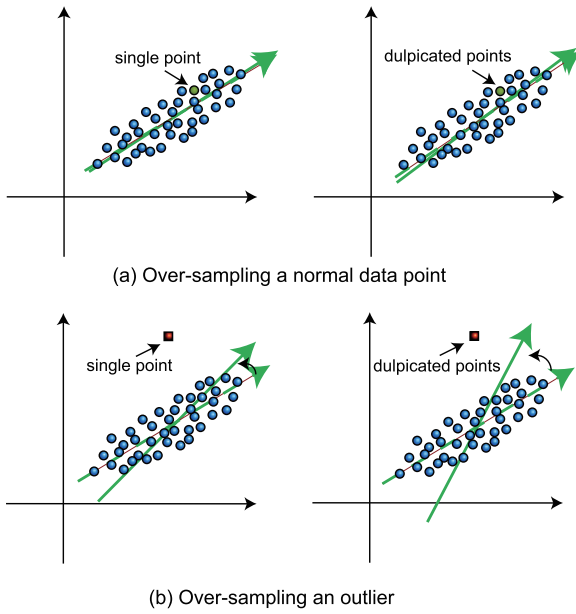 single point
dulpicated points
(a) Over-sampling a normal data point
single point
dulpicated points
(b) Over-sampling an outlier